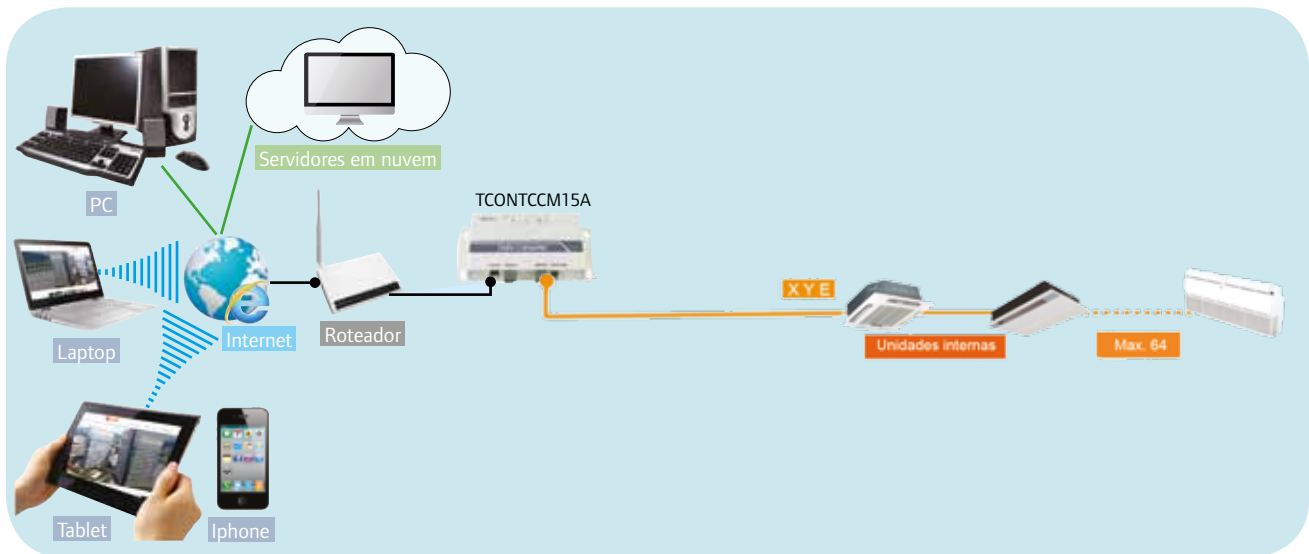 Servidores em nuvem
PC
TCONTCCM15A
X Y E
Laptop
Internet
Roteador
Unidades internas
Max. 64
Tablet
Iphone